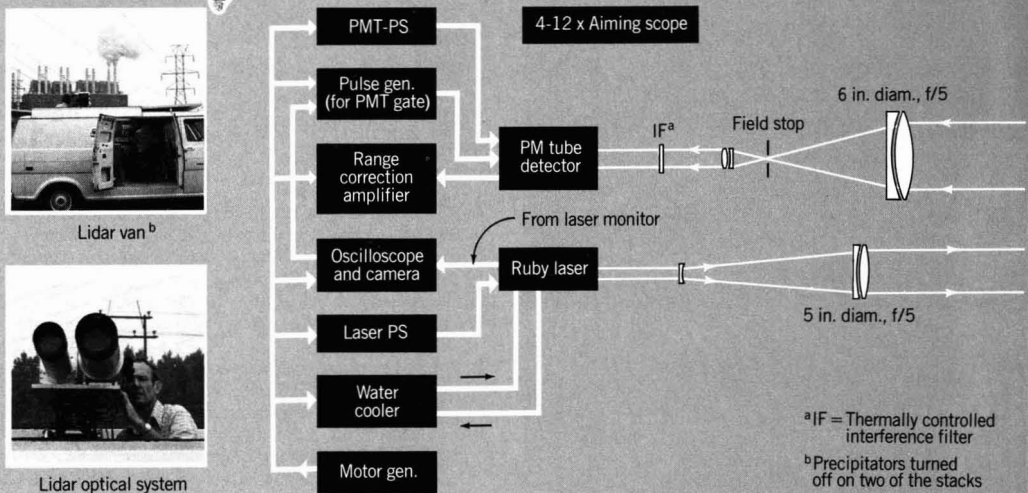 PMT-PS
4-12 x Aiming scope
Pulse gen.
(for PMT gate)
6 in. diam., f/5
IFᵃ
Field stop
PM tube
detector
Range
correction
amplifier
Lidar vanᵇ
From laser monitor
Oscilloscope
and camera
Ruby laser
5 in. diam., f/5
Laser PS
Water
cooler
ᵃIF = Thermally controlled
interference filter
Motor gen.
ᵇPrecipitators turned
off on two of the stacks
Lidar optical system